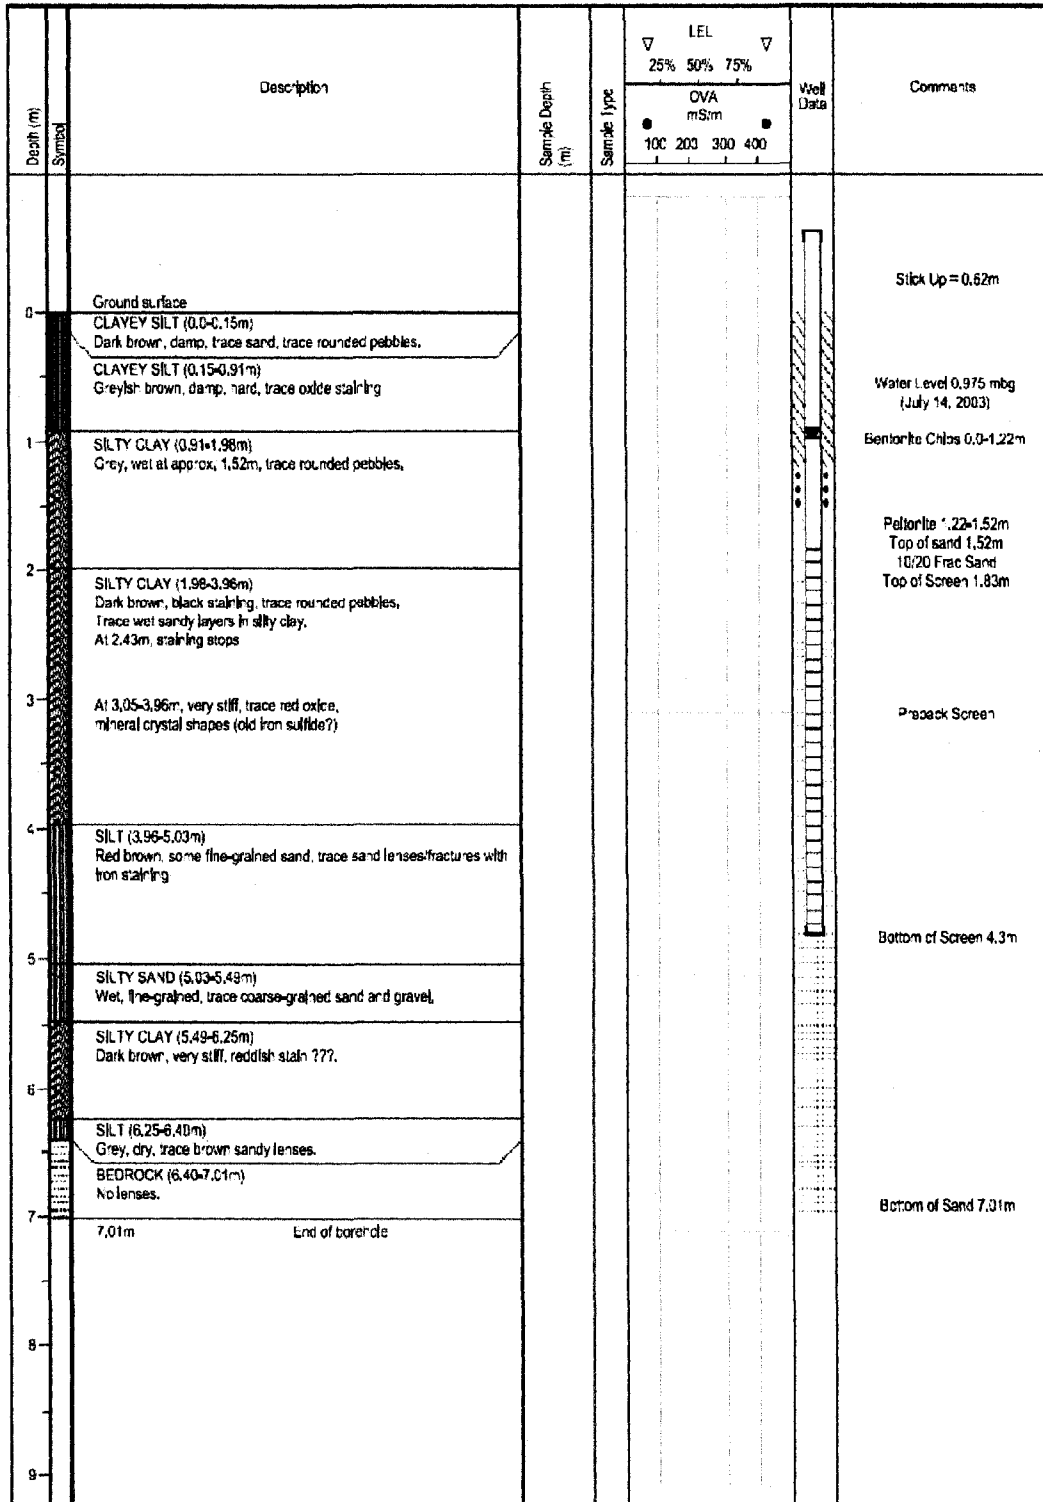 Depth (m)
Symbol
Description
Sample Depth
(m)
Sample Type
LEL
25% 50% 75%
OVA
mS/m
100 200 300 400
Well
Data
Comments
Ground surface
CLAYEY SILT (0.0-0.15m)
Dark brown, damp, trace sand, trace rounded pebbles.
CLAYEY SILT (0.15-0.91m)
Greyish brown, damp, hard, trace oxide staining
SILTY CLAY (0.91-1.98m)
Grey, wet at approx. 1.52m, trace rounded pebbles.
SILTY CLAY (1.98-3.96m)
Dark brown, black staining, trace rounded pebbles.
Trace wet sandy layers in silty clay.
At 2.43m, staining stops
At 3.05-3.96m, very stiff, trace red oxide,
mineral crystal shapes (old iron sulfide?)
SILT (3.96-5.03m)
Red brown, some fine-grained sand, trace sand lenses/fractures with
iron staining
SILTY SAND (5.03-5.49m)
Wet, fine-grained, trace coarse-grained sand and gravel.
SILTY CLAY (5.49-6.25m)
Dark brown, very stiff, reddish stain ???.
SILT (6.25-6.40m)
Grey, dry, trace brown sandy lenses.
BEDROCK (6.40-7.01m)
No lenses.
7.01m End of borehole
0
1
2
3
4
5
6
7
8
9
Stick Up = 0.62m
Water Level 0.975 mbg
(July 14, 2003)
Bentonite Chips 0.0-1.22m
Peltonite 1.22-1.52m
Top of sand 1.52m
10/20 Frac Sand
Top of Screen 1.83m
Prepack Screen
Bottom of Screen 4.3m
Bottom of Sand 7.01m